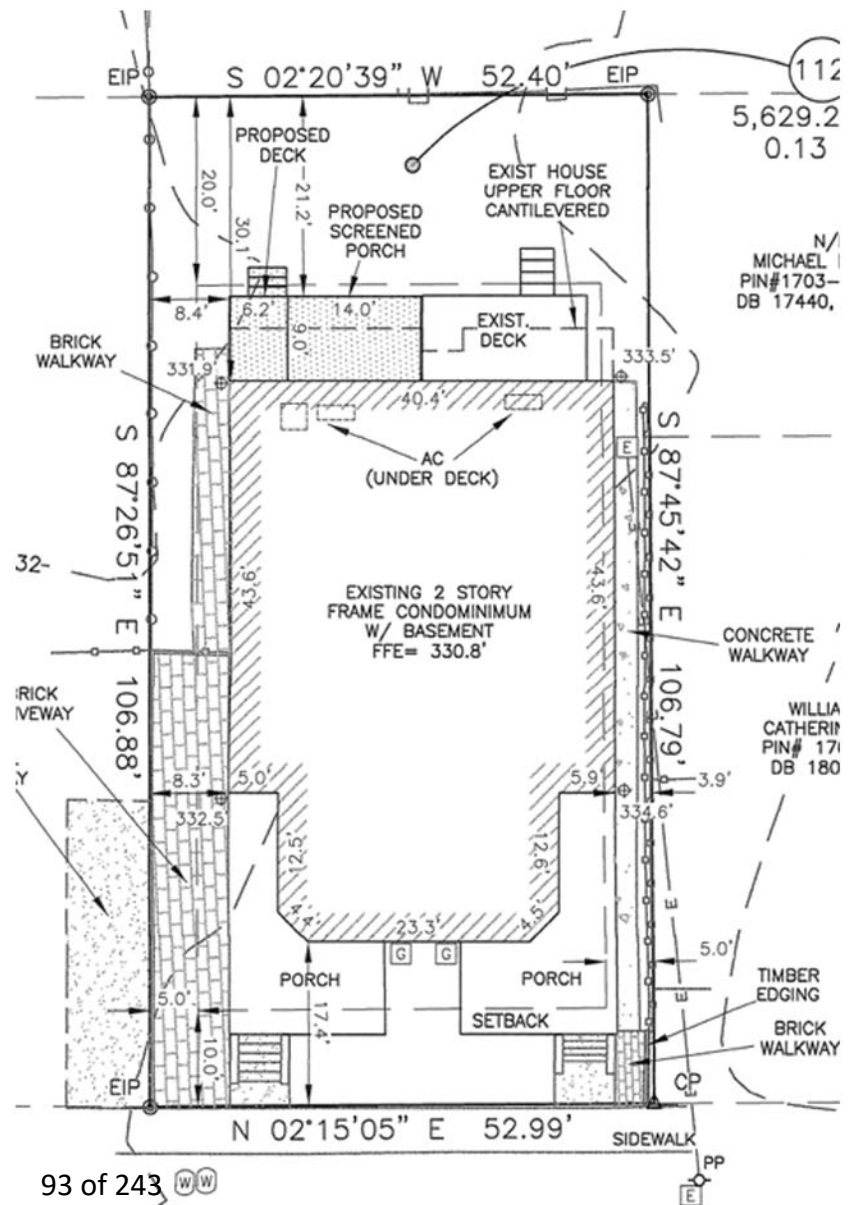 EIP
S 02°20'39" W 52.40'
EIP
112
5,629.2
0.13
PROPOSED
DECK
20.0'
30.1'
21.2'
EXIST HOUSE
UPPER FLOOR
CANTILEVERED
PROPOSED
SCREENED
PORCH
N/
MICHAEL
PIN#1703-
DB 17440,
8.4'
6.2'
14.0'
9.0'
EXIST.
DECK
BRICK
WALKWAY
331.9'
333.5'
40.4'
AC
(UNDER DECK)
E
S 87°26'51" E 106.88'
S 87°45'42" E 106.79'
32-
43.6'
43.6'
EXISTING 2 STORY
FRAME CONDOMINIMUM
W/ BASEMENT
FFE= 330.8'
E
CONCRETE
WALKWAY
RICK
IVEWAY
WILLIA
CATHERIN
PIN# 170
DB 180
Y
8.3'
5.0'
5.9'
3.9'
332.5'
334.6'
12.5'
12.6'
4.4'
23.3'
4.5'
E
G
G
PORCH
PORCH
5.0'
5.0'
17.4'
TIMBER
EDGING
E
SETBACK
10.0'
BRICK
WALKWAY
EIP
CP
E
N 02°15'05" E 52.99'
SIDEWALK
PP
93 of 243
W W
E